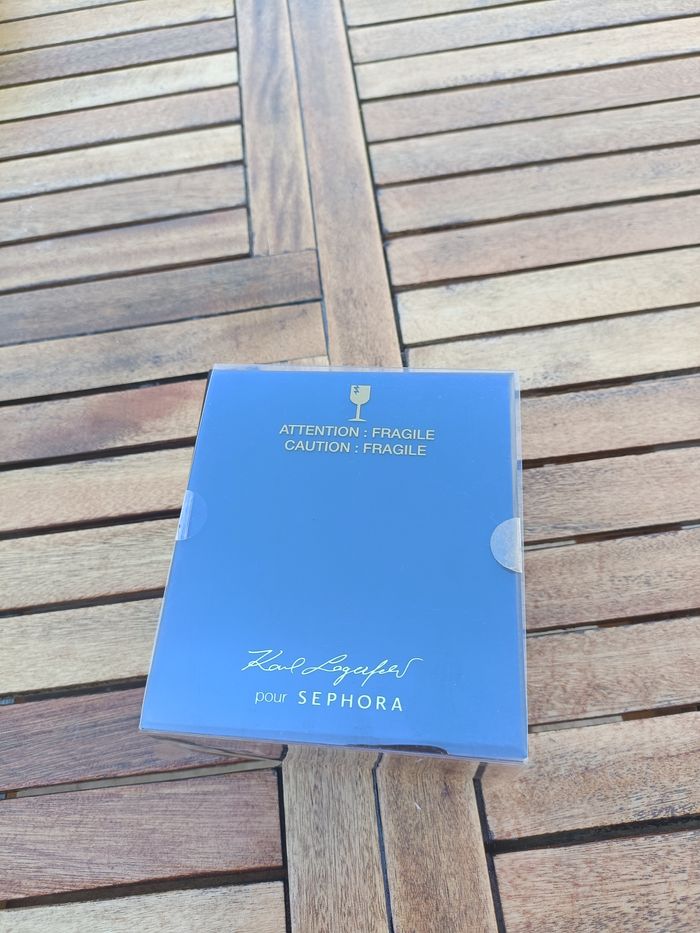 ATTENTION : FRAGILE
CAUTION : FRAGILE
Karl Lagerfeld
pour SEPHORA